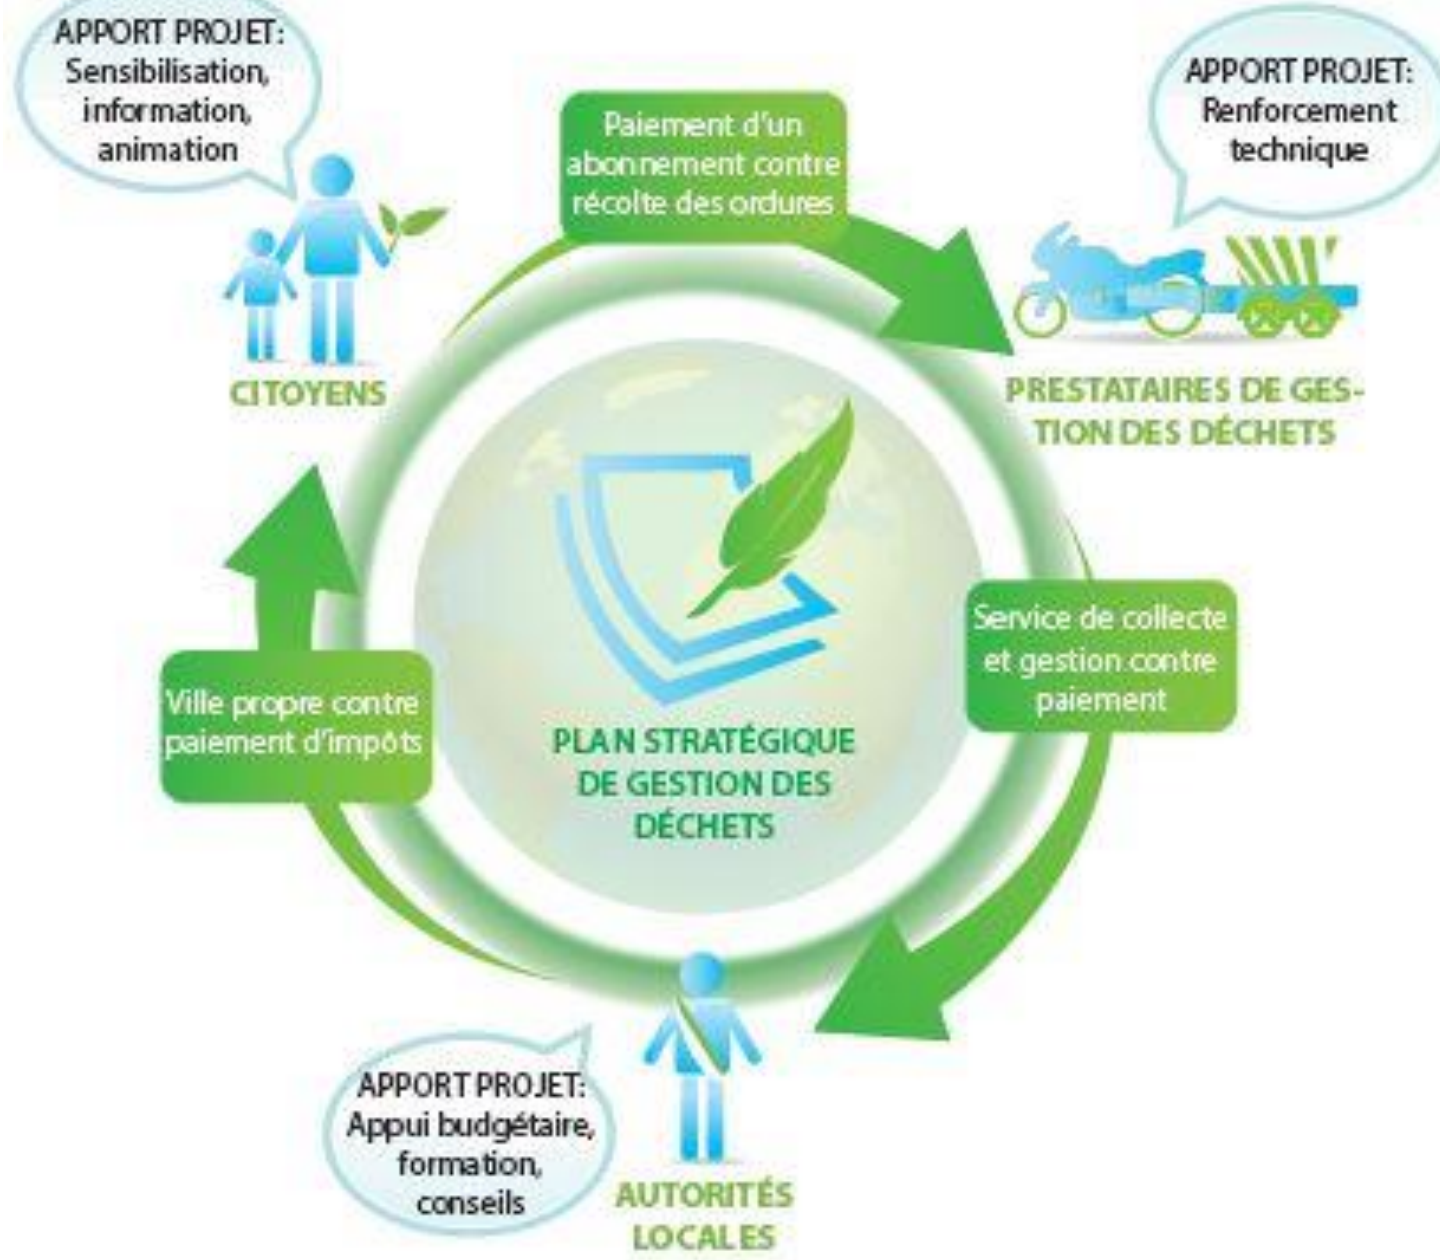 APPORT PROJET:
Sensibilisation,
information,
animation
Paiement d'un
abonnement contre
récolte des ordures
APPORT PROJET:
Renforcement
technique
CITOYENS
PRESTATAIRES DE GES-
TION DES DÉCHETS
Service de collecte
et gestion contre
paiement
Ville propre contre
paiement d'impôts
PLAN STRATÉGIQUE
DE GESTION DES
DÉCHETS
APPORT PROJET:
Appui budgétaire,
formation,
conseils
AUTORITÉS
LOCALES